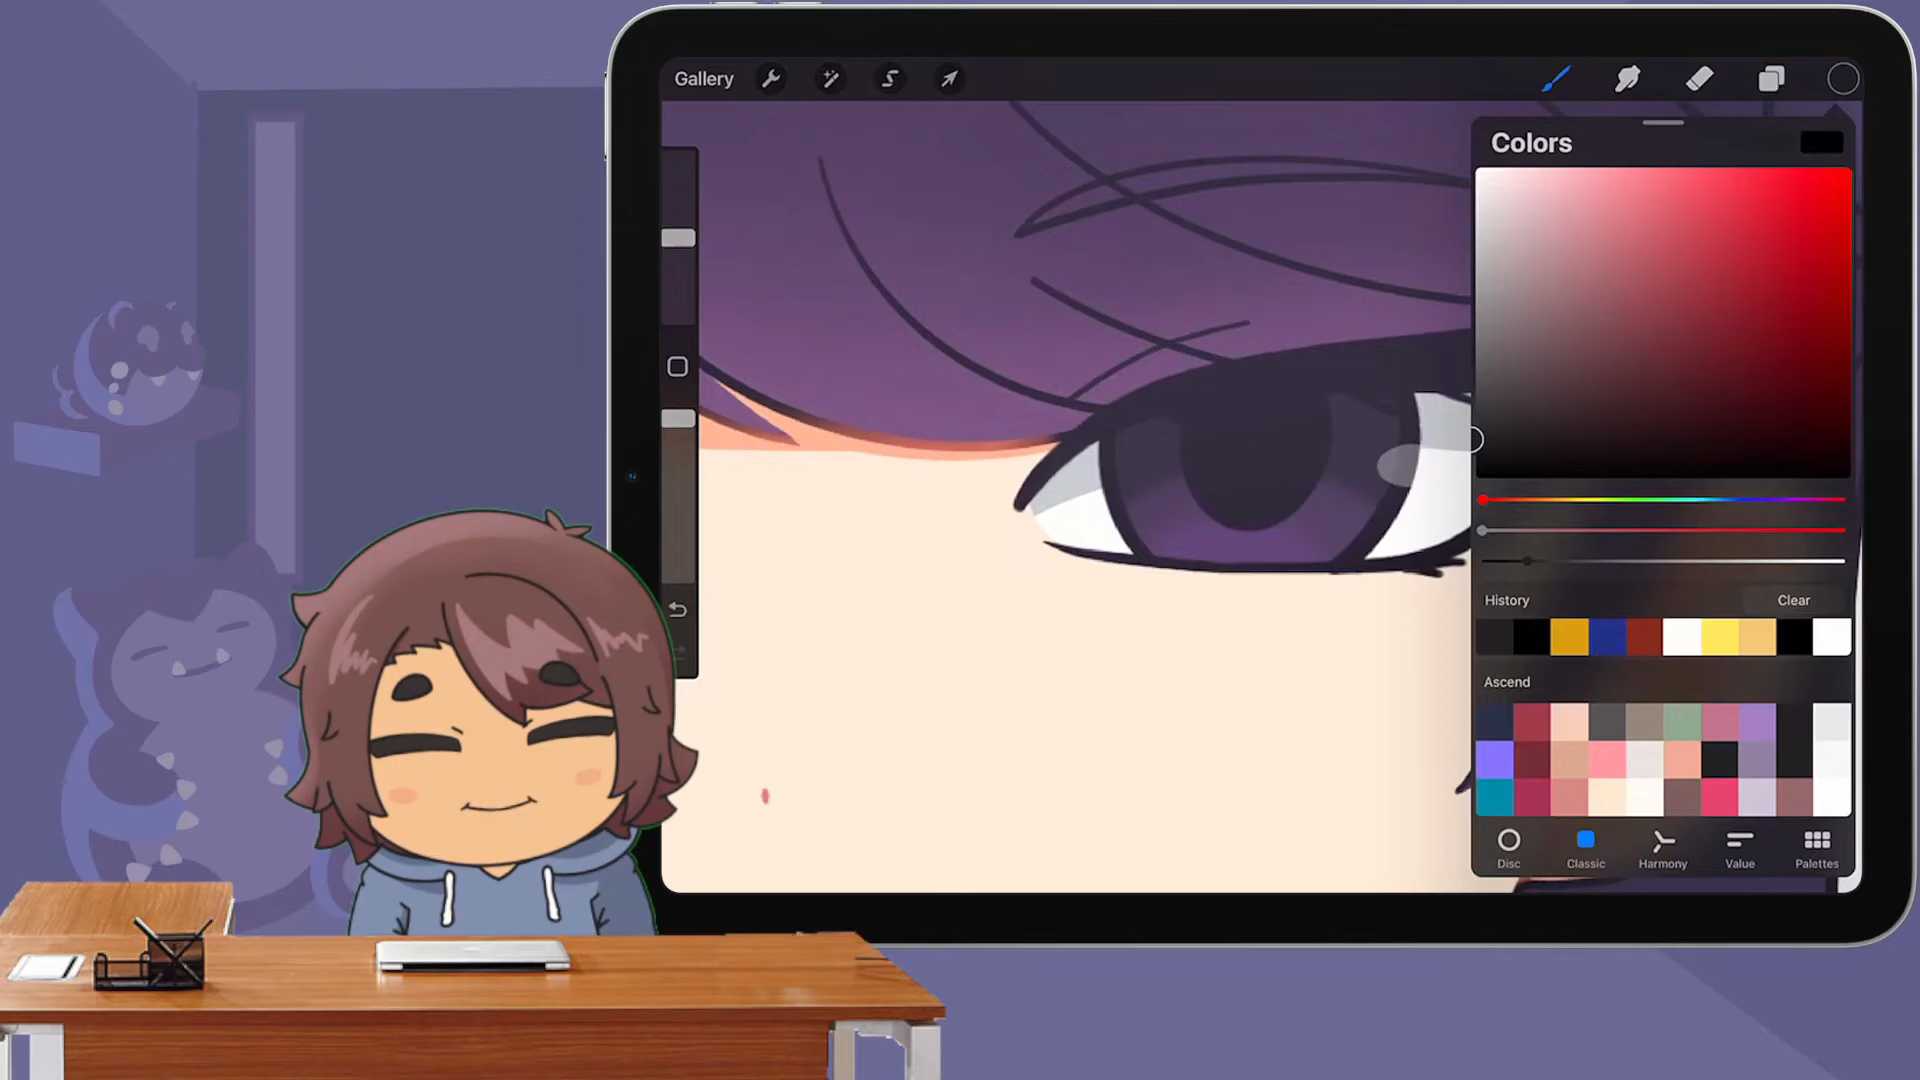 Gallery
Colors
History
Clear
Ascend
Disc
Classic
Harmony
Value
Palettes